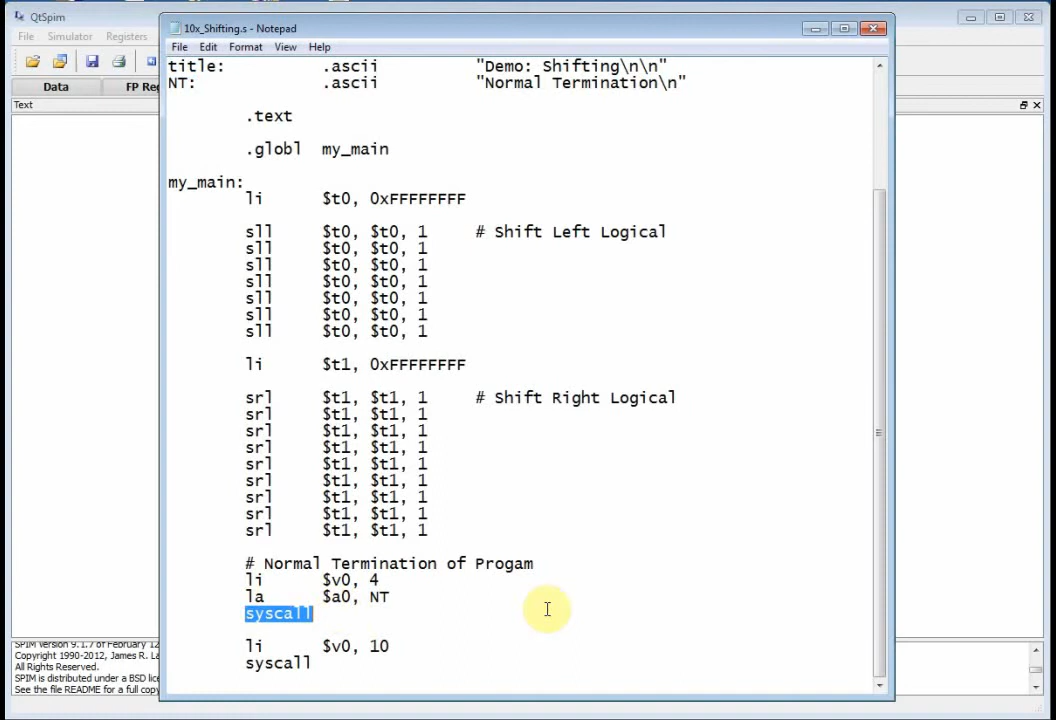 QtSpim
File Simulator Registers
Data FP Reg
Text
10x_Shifting.s - Notepad
File Edit Format View Help
title: .ascii "Demo: Shifting\n\n"
NT: .ascii "Normal Termination\n"
.text
.globl my_main
my_main:
li $t0, 0xFFFFFFFF
sll $t0, $t0, 1 # Shift Left Logical
sll $t0, $t0, 1
sll $t0, $t0, 1
sll $t0, $t0, 1
sll $t0, $t0, 1
sll $t0, $t0, 1
sll $t0, $t0, 1
li $t1, 0xFFFFFFFF
srl $t1, $t1, 1 # Shift Right Logical
srl $t1, $t1, 1
srl $t1, $t1, 1
srl $t1, $t1, 1
srl $t1, $t1, 1
srl $t1, $t1, 1
srl $t1, $t1, 1
srl $t1, $t1, 1
srl $t1, $t1, 1
# Normal Termination of Progam
li $v0, 4
la $a0, NT
syscall
li $v0, 10
syscall
SPIM Version 9.1.7 of February 12
Copyright 1990-2012, James R. La
All Rights Reserved.
SPIM is distributed under a BSD lice
See the file README for a full copy